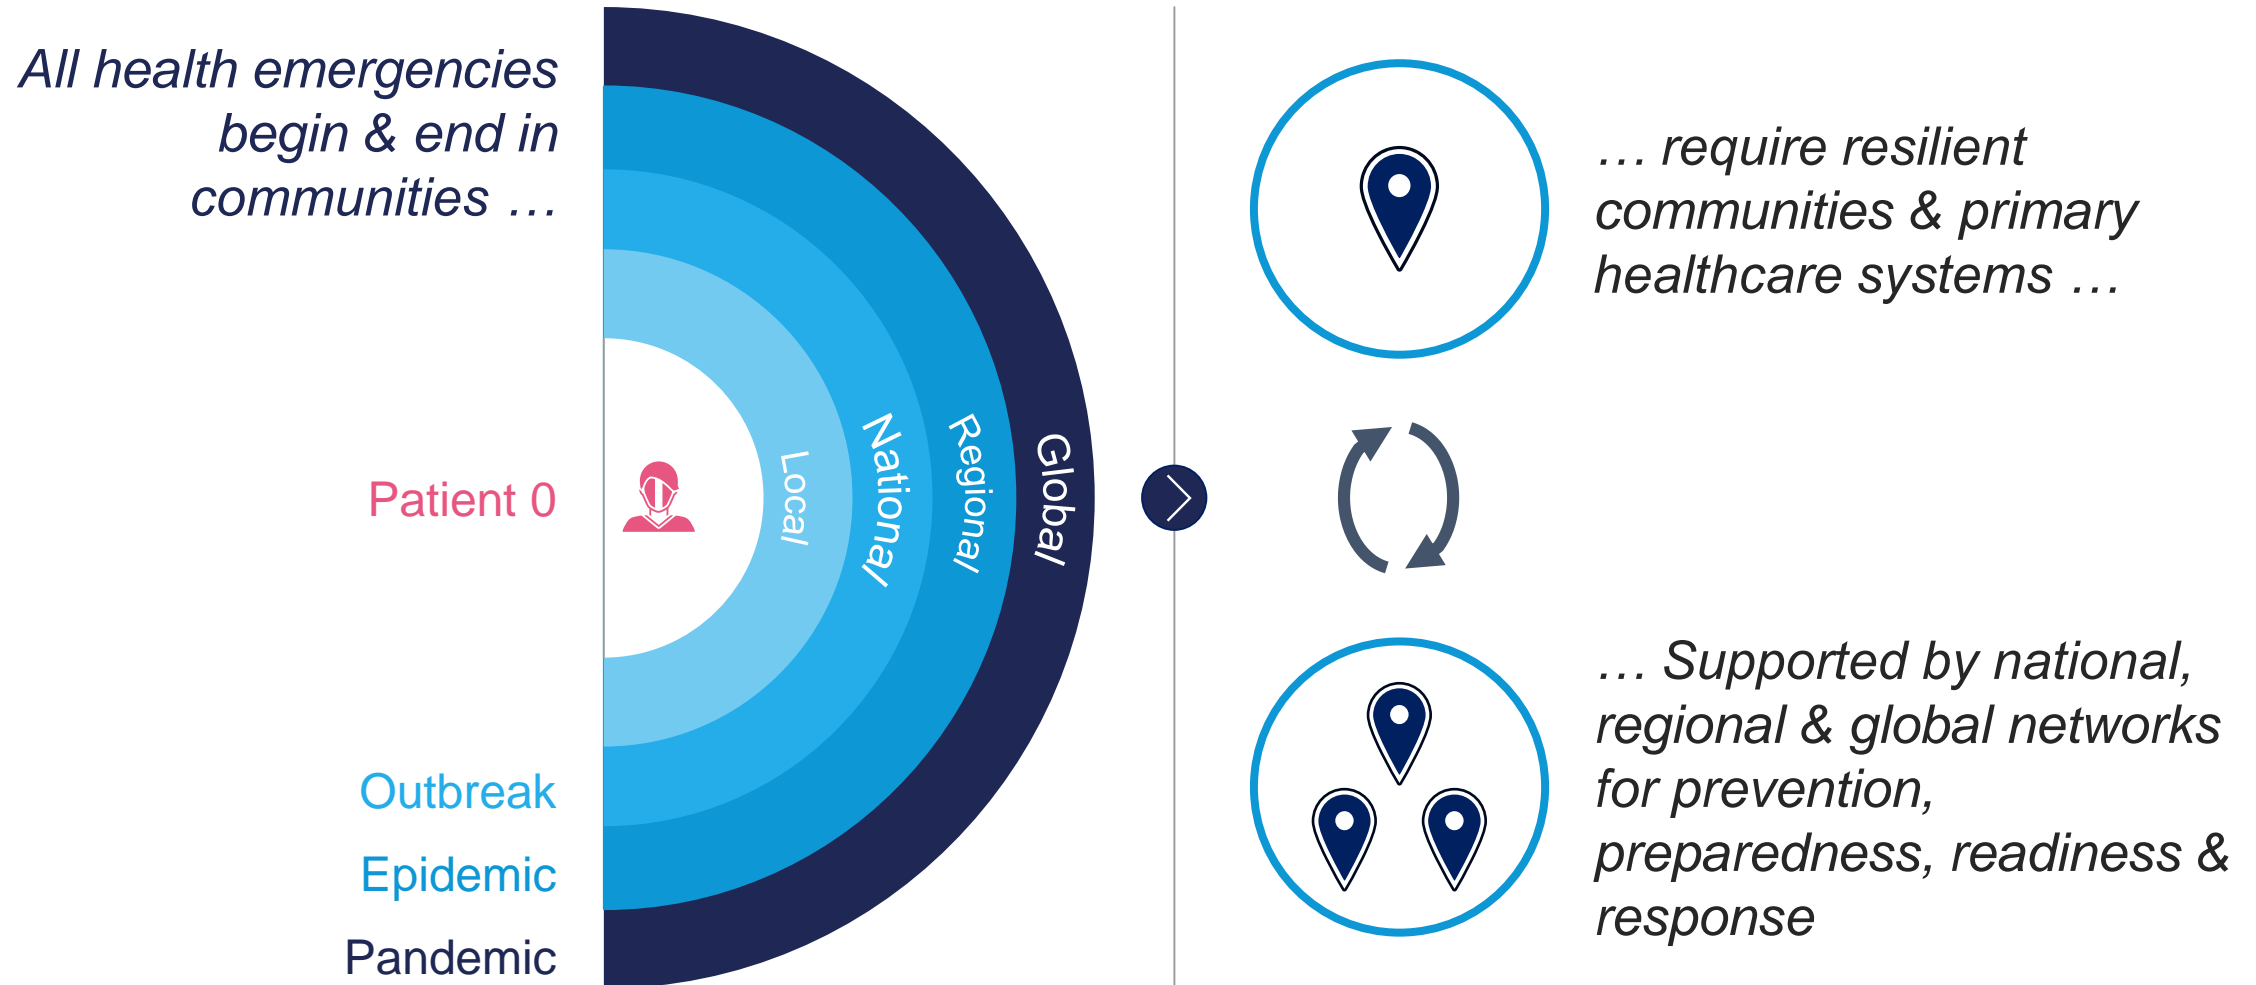 All health emergencies
begin & end in
communities …
Patient 0
Outbreak
Epidemic
Pandemic
Local
National
Regional
Global
… require resilient
communities & primary
healthcare systems …
… Supported by national,
regional & global networks
for prevention,
preparedness, readiness &
response